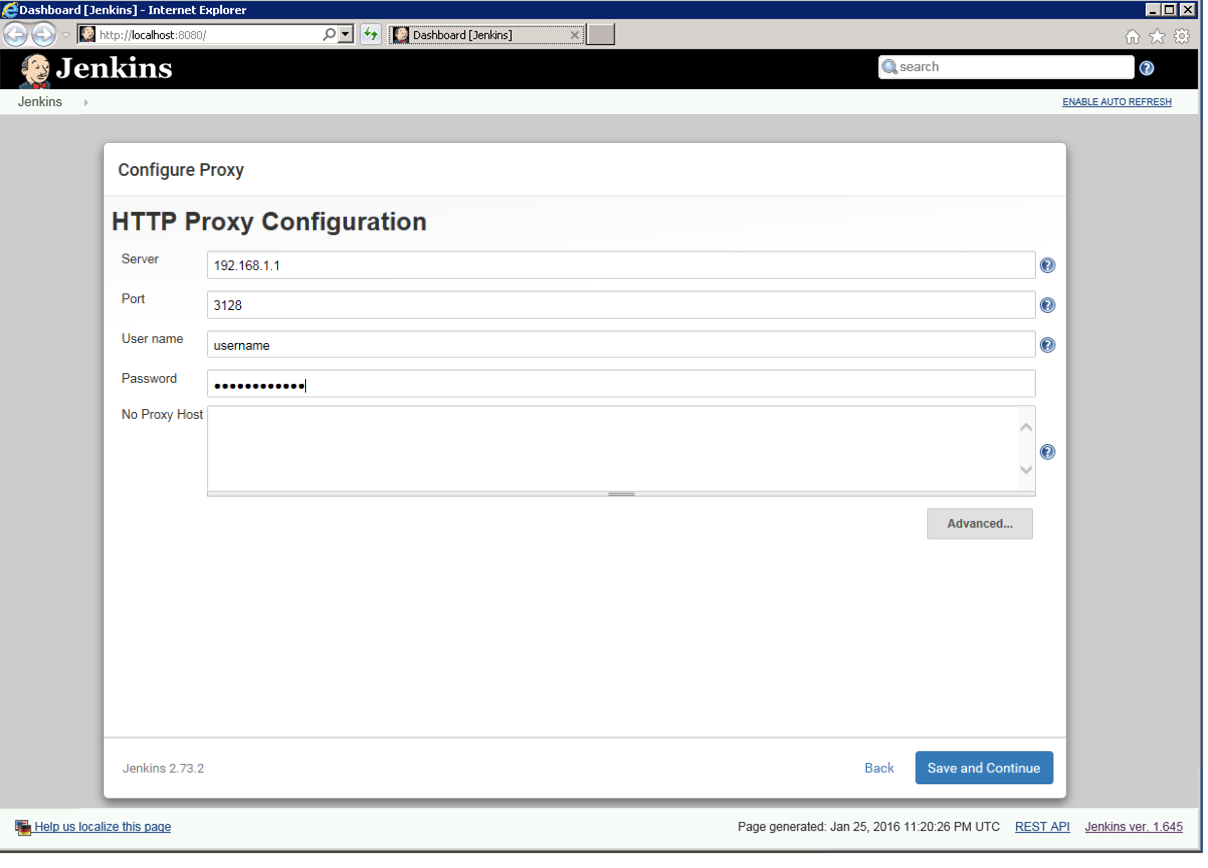 Dashboard [Jenkins] - Internet Explorer
http://localhost:8080/ Dashboard [Jenkins]
Jenkins search
Jenkins ENABLE AUTO REFRESH
Configure Proxy
HTTP Proxy Configuration
Server 192.168.1.1
Port 3128
User name username
Password ••••••••••••
No Proxy Host
Advanced...
Jenkins 2.73.2 Back Save and Continue
Help us localize this page Page generated: Jan 25, 2016 11:20:26 PM UTC REST API Jenkins ver. 1.645